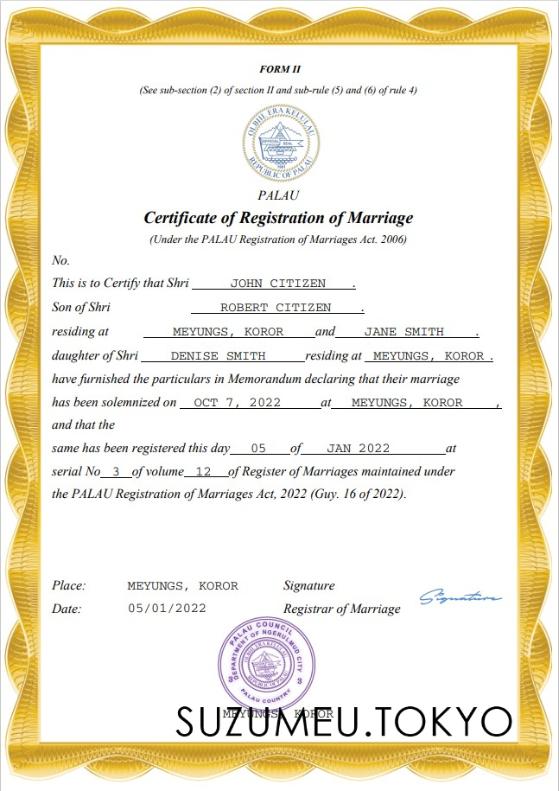 FORM II
(See sub-section (2) of section II and sub-rule (5) and (6) of rule 4)
OLBIIL ERA KELULAU
REPUBLIC OF PALAU
PALAU
Certificate of Registration of Marriage
(Under the PALAU Registration of Marriages Act. 2006)
No.
This is to Certify that Shri JOHN CITIZEN .
Son of Shri ROBERT CITIZEN .
residing at MEYUNGS, KOROR and JANE SMITH .
daughter of Shri DENISE SMITH residing at MEYUNGS, KOROR .
have furnished the particulars in Memorandum declaring that their marriage
has been solemnized on OCT 7, 2022 at MEYUNGS, KOROR ,
and that the
same has been registered this day 05 of JAN 2022 at
serial No 3 of volume 12 of Register of Marriages maintained under
the PALAU Registration of Marriages Act, 2022 (Guy. 16 of 2022).
Place: MEYUNGS, KOROR Signature Signature
Date: 05/01/2022 Registrar of Marriage
PALAU COUNCIL
DEPARTMENT OF NGERULMUD CITY
PALAU COUNTRY
MEYUNGS, KOROR
SUZUMEU.TOKYO